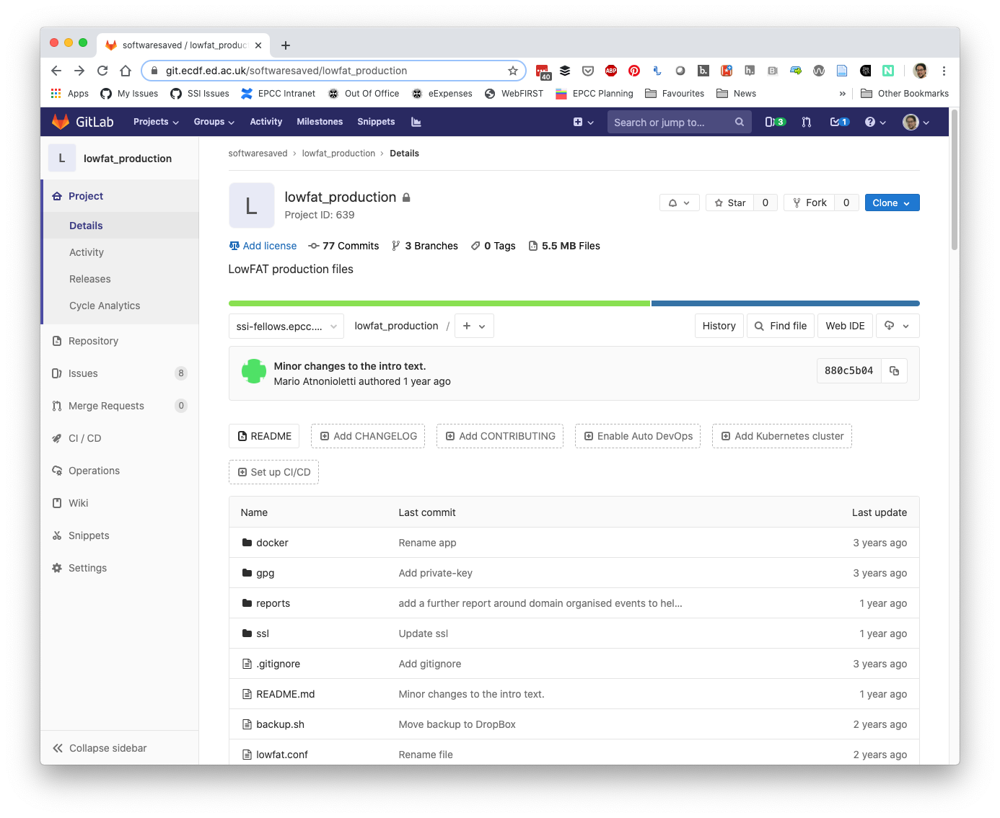 softwaresaved / lowfat_produc
git.ecdf.ed.ac.uk/softwaresaved/lowfat_production
40 ABP b. h.
Apps My Issues SSI Issues EPCC Intranet Out Of Office eExpenses WebFIRST EPCC Planning Favourites News » Other Bookmarks
GitLab Projects Groups Activity Milestones Snippets Search or jump to... 3 1
L lowfat_production
softwaresaved › lowfat_production › Details
Project
Details
Activity
Releases
Cycle Analytics
Repository
Issues 8
Merge Requests 0
CI / CD
Operations
Wiki
Snippets
Settings
Collapse sidebar
L
lowfat_production
Project ID: 639
Star 0 Fork 0 Clone
Add license 77 Commits 3 Branches 0 Tags 5.5 MB Files
LowFAT production files
ssi-fellows.epcc.... lowfat_production / + History Find file Web IDE
Minor changes to the intro text.
Mario Atnonioletti authored 1 year ago
880c5b04
README Add CHANGELOG Add CONTRIBUTING Enable Auto DevOps Add Kubernetes cluster
Set up CI/CD
Name Last commit Last update
docker Rename app 3 years ago
gpg Add private-key 3 years ago
reports add a further report around domain organised events to hel... 1 year ago
ssl Update ssl 1 year ago
.gitignore Add gitignore 3 years ago
README.md Minor changes to the intro text. 1 year ago
backup.sh Move backup to DropBox 2 years ago
lowfat.conf Rename file 2 years ago